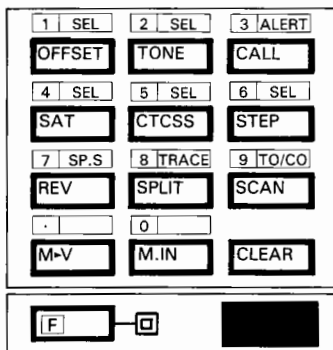 1 SEL 2 SEL 3 ALERT
OFFSET TONE CALL
4 SEL 5 SEL 6 SEL
SAT CTCSS STEP
7 SP.S 8 TRACE 9 TO/CO
REV SPLIT SCAN
· 0
M►V M.IN CLEAR
F